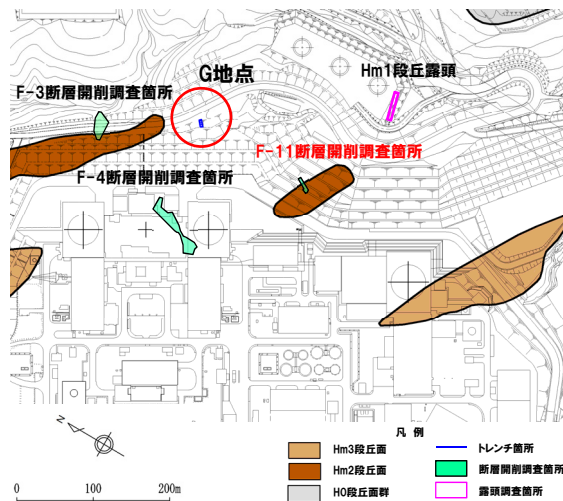 G地点
Hm1段丘露頭
F-3断層開削調査箇所
F-11断層開削調査箇所
F-4断層開削調査箇所
N
凡 例
Hm3段丘面
トレンチ箇所
Hm2段丘面
断層開削調査箇所
HO段丘面群
露頭調査箇所
0 100 200m